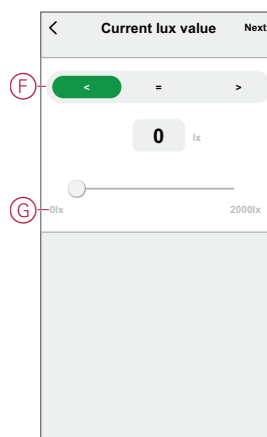 Current lux value Next
F < = >
0 lx
G 0lx 2000lx